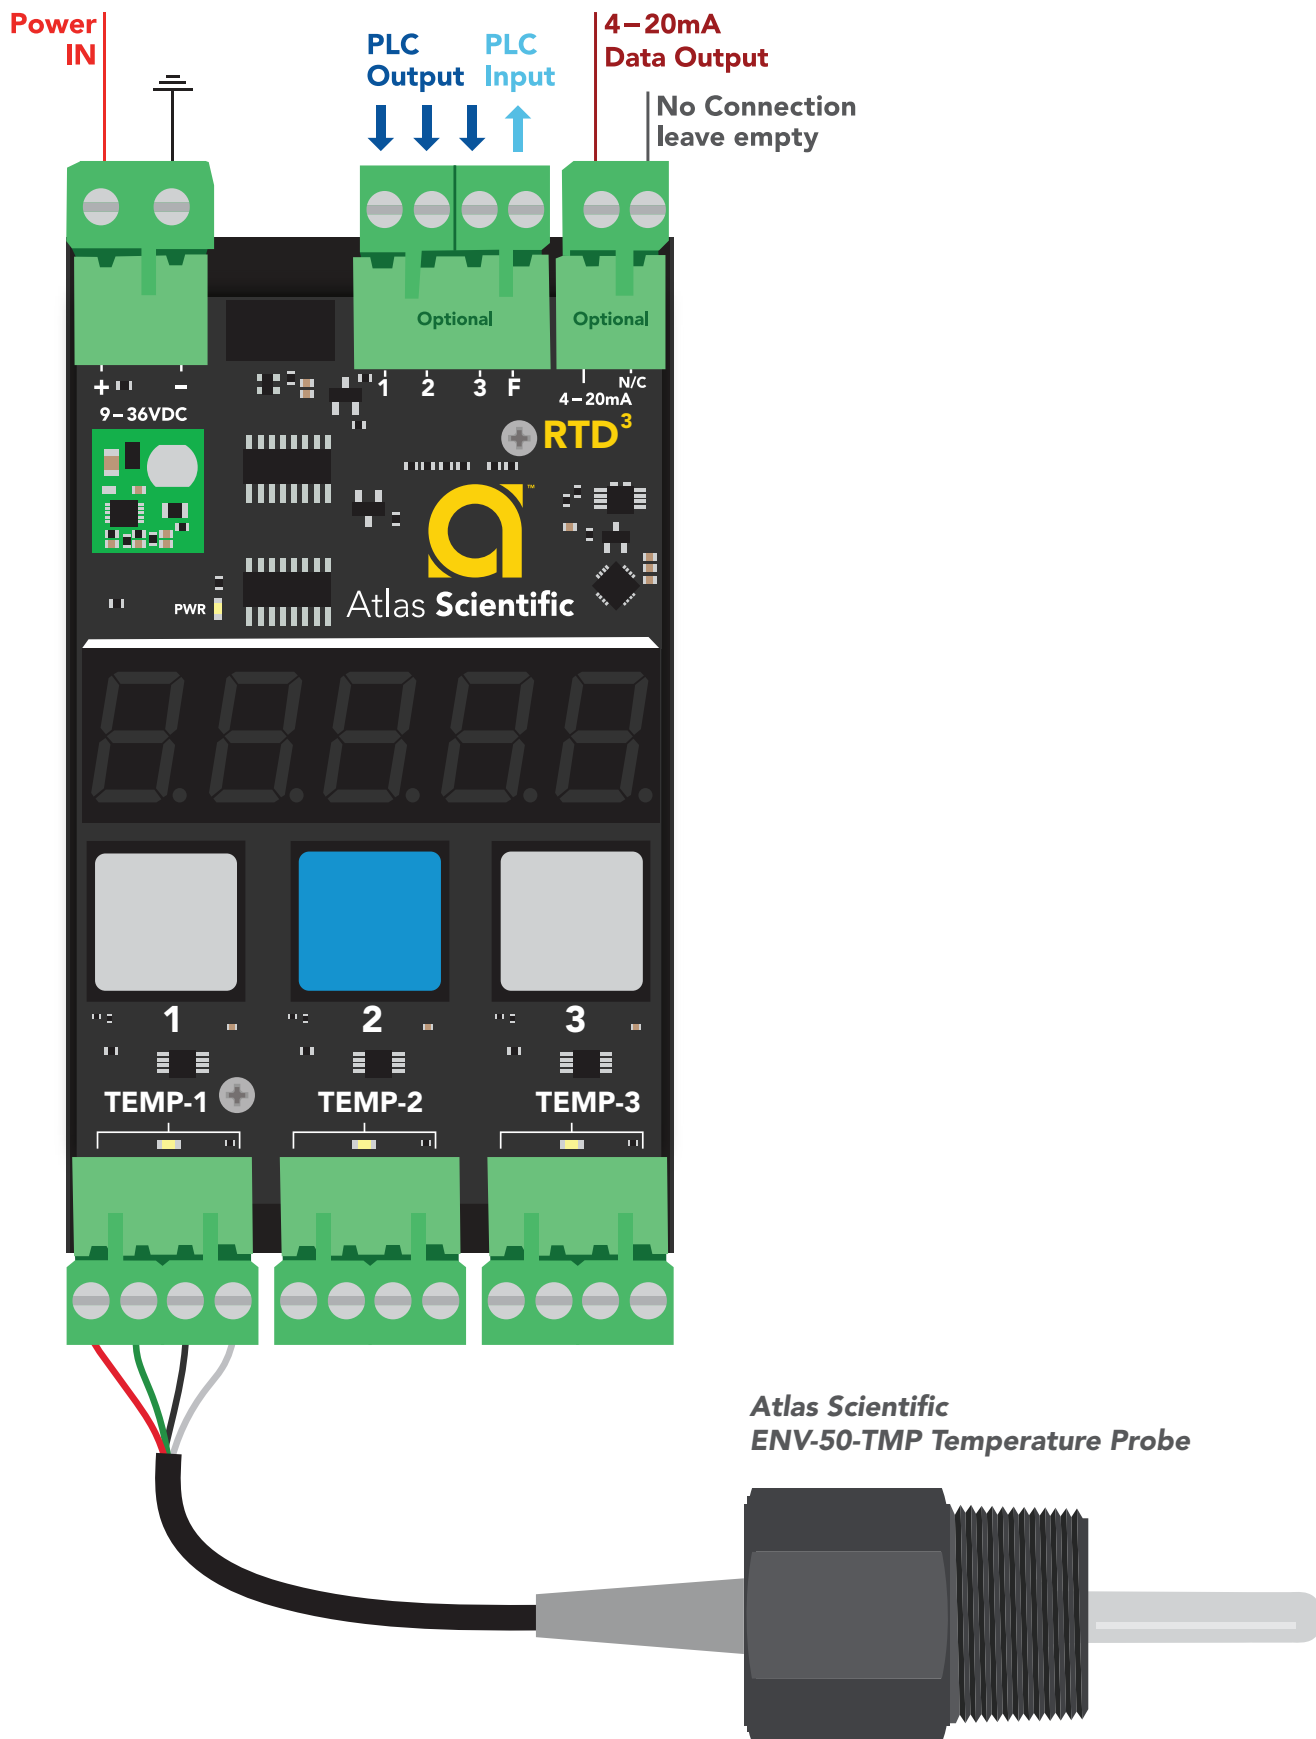 Power
IN
PLC
Output
PLC
Input
4–20mA
Data Output
No Connection
leave empty
Optional
Optional
+
–
1
2
3
F
N/C
4–20mA
9–36VDC
RTD³
™
Atlas Scientific
PWR
1
2
3
TEMP-1
TEMP-2
TEMP-3
Atlas Scientific
ENV-50-TMP Temperature Probe